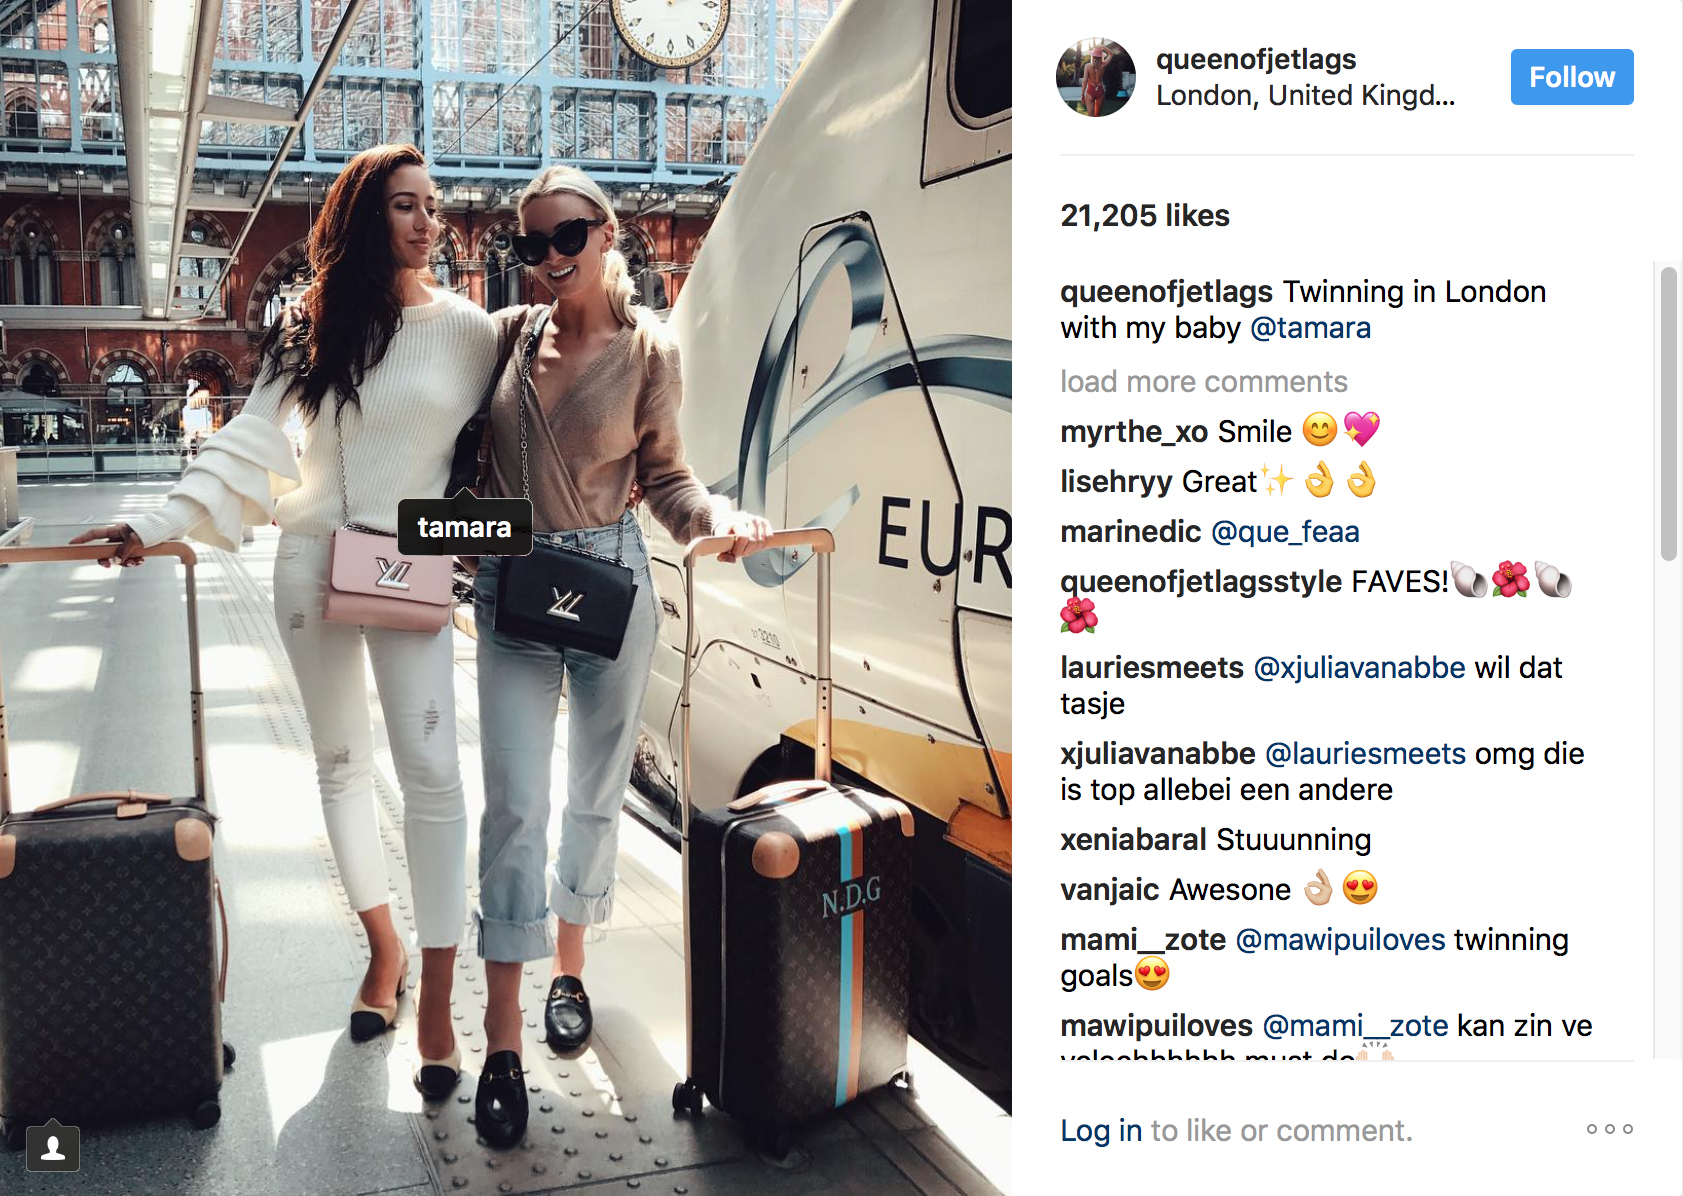 queenofjetlags
London, United Kingd...
Follow
21,205 likes
queenofjetlags Twinning in London
with my baby @tamara
load more comments
myrthe_xo Smile 😊💖
lisehryy Great✨👌👌
marinedic @que_feaa
queenofjetlagsstyle FAVES!🐚🌺🐚
🌺
lauriesmeets @xjuliavanabbe wil dat
tasje
xjuliavanabbe @lauriesmeets omg die
is top allebei een andere
xeniabaral Stuuunning
vanjaic Awesone 👌🏼😍
mami__zote @mawipuiloves twinning
goals😍
mawipuiloves @mami__zote kan zin ve
Log in to like or comment.
tamara
EUR
3210
N.D.G
LV
LV